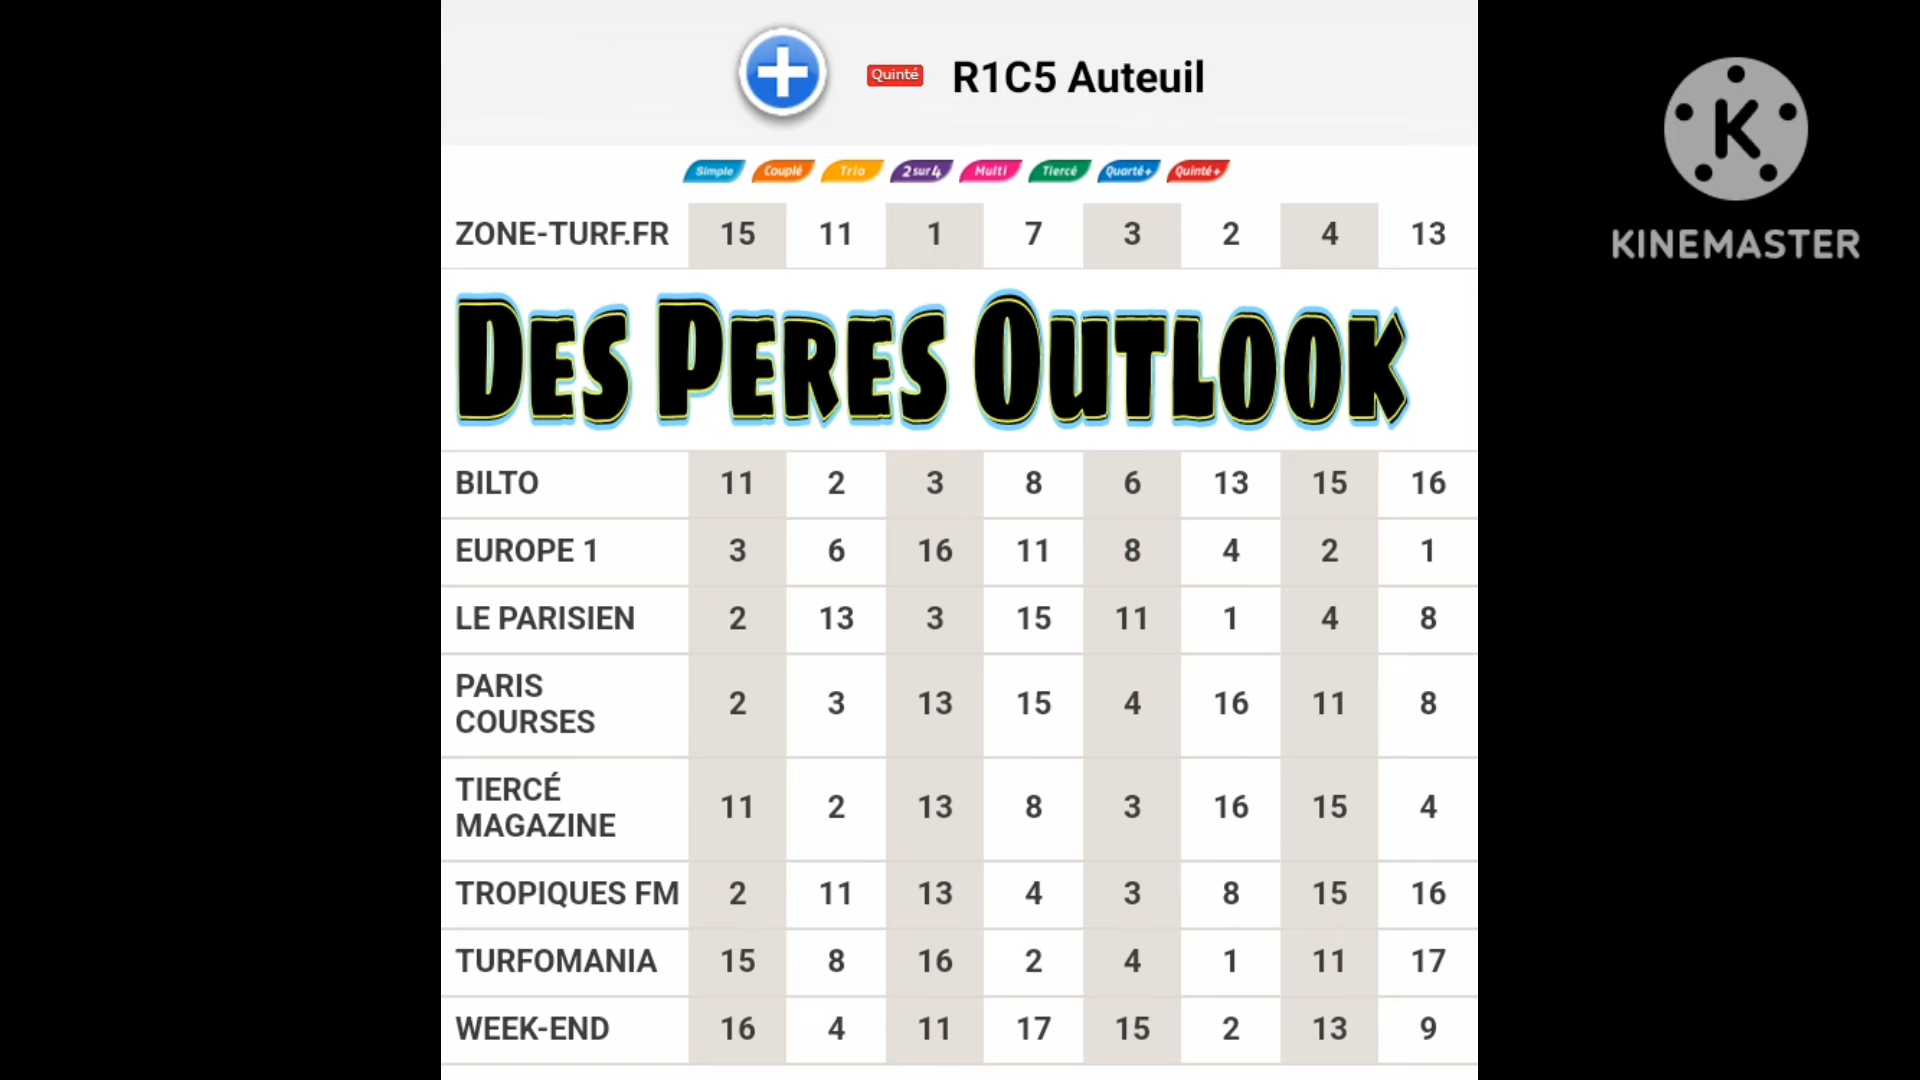 Quinté R1C5 Auteuil
Simple Couplé Trio 2sur4 Multi Tiercé Quarté+ Quinté+
ZONE-TURF.FR 15 11 1 7 3 2 4 13
DES PERES OUTLOOK
BILTO 11 2 3 8 6 13 15 16
EUROPE 1 3 6 16 11 8 4 2 1
LE PARISIEN 2 13 3 15 11 1 4 8
PARIS
COURSES 2 3 13 15 4 16 11 8
TIERCÉ
MAGAZINE 11 2 13 8 3 16 15 4
TROPIQUES FM 2 11 13 4 3 8 15 16
TURFOMANIA 15 8 16 2 4 1 11 17
WEEK-END 16 4 11 17 15 2 13 9
K
KINEMASTER